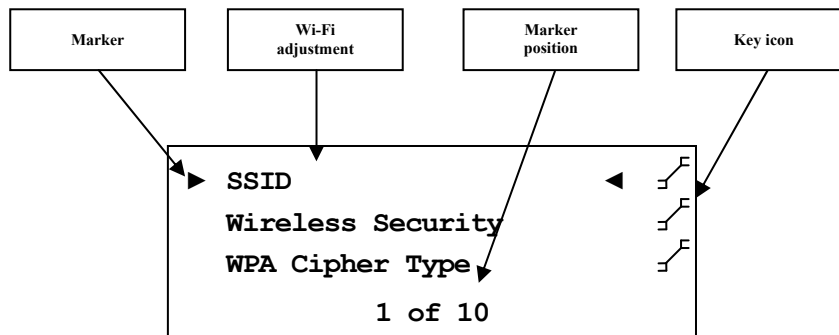 Marker
Wi-Fi
adjustment
Marker
position
Key icon
► SSID ◄
Wireless Security
WPA Cipher Type
1 of 10